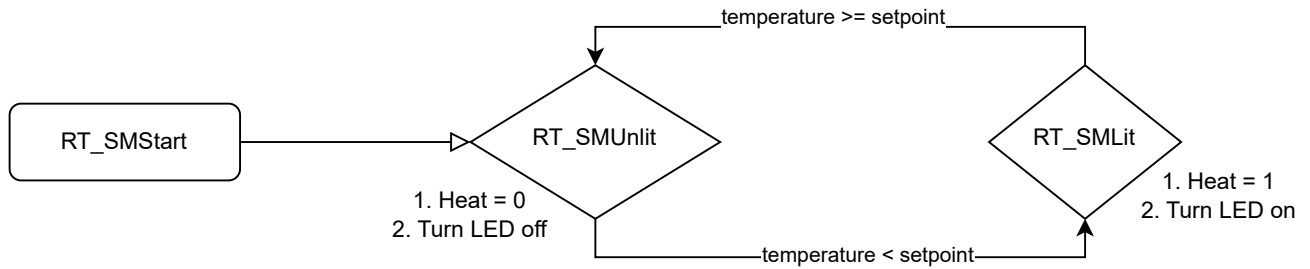 temperature >= setpoint
RT_SMStart
RT_SMUnlit
RT_SMLit
1. Heat = 0
2. Turn LED off
1. Heat = 1
2. Turn LED on
temperature < setpoint